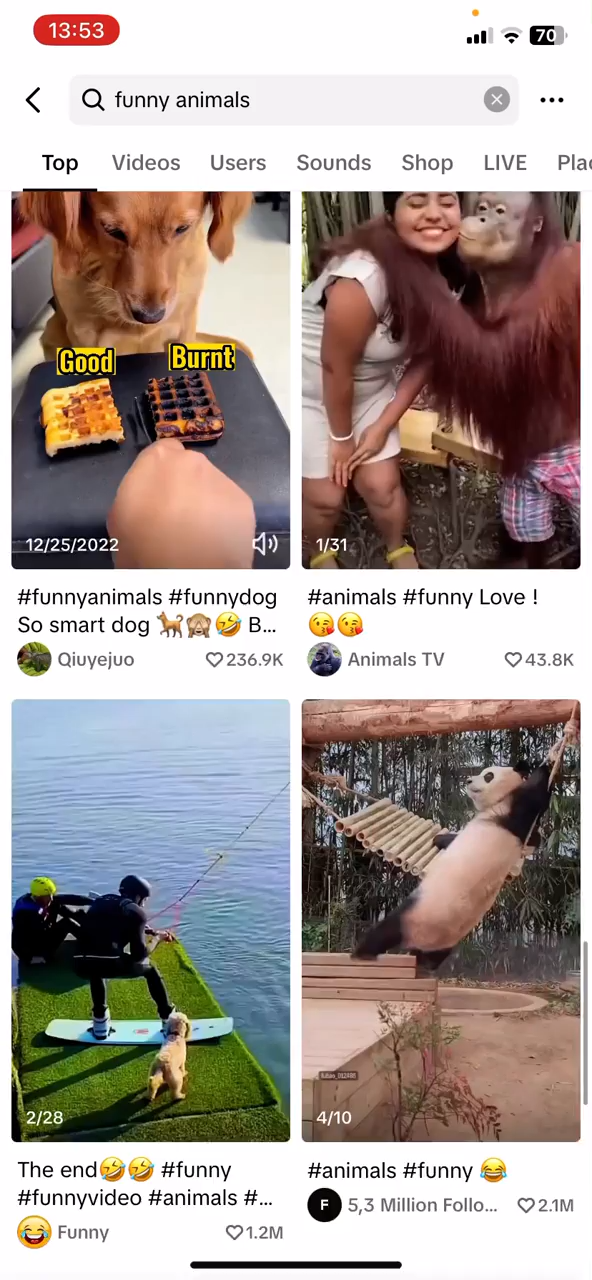 13:53
70
funny animals
Top Videos Users Sounds Shop LIVE Plac
Good Burnt
12/25/2022
1/31
#funnyanimals #funnydog
So smart dog 🐕🙈🤣 B...
Qiuyejuo 236.9K
#animals #funny Love !
😘😘
Animals TV 43.8K
2/28
4/10
The end🤣🤣 #funny
#funnyvideo #animals #...
Funny 1.2M
#animals #funny 😂
F 5,3 Million Follo... 2.1M